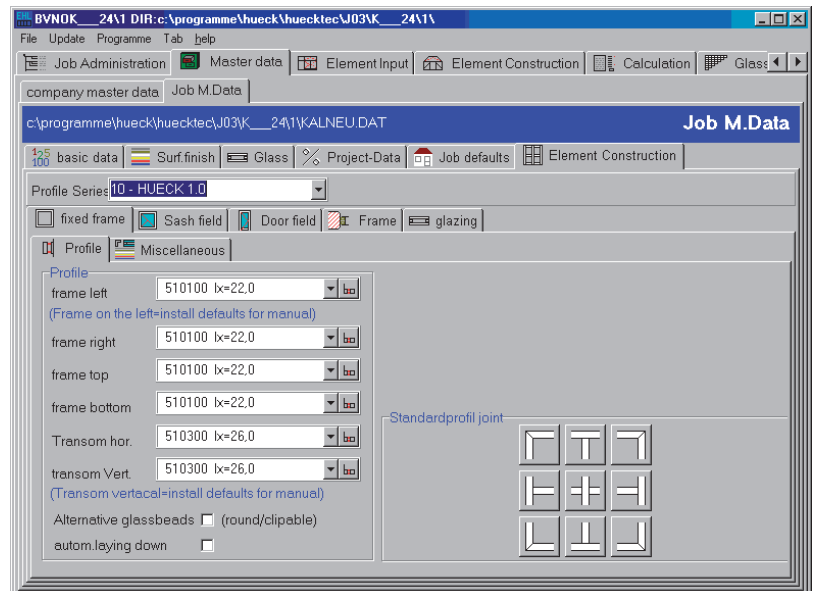 BVNOK___24\1 DIR:c:\programme\hueck\huecktec\J03\K___24\1\
File Update Programme Tab help
Job Administration Master data Element Input Element Construction Calculation Glass
company master data Job M.Data
c:\programme\hueck\huecktec\J03\K___24\1\KALNEU.DAT Job M.Data
basic data Surf.finish Glass Project-Data Job defaults Element Construction
Profile Series 10 - HUECK 1.0
fixed frame Sash field Door field Frame glazing
Profile Miscellaneous
Profile
frame left 510100 lx=22,0
(Frame on the left=install defaults for manual)
frame right 510100 lx=22,0
frame top 510100 lx=22,0
frame bottom 510100 lx=22,0
Standardprofil joint
Transom hor. 510300 lx=26,0
transom Vert. 510300 lx=26,0
(Transom vertacal=install defaults for manual)
Alternative glassbeads (round/clipable)
autom.laying down